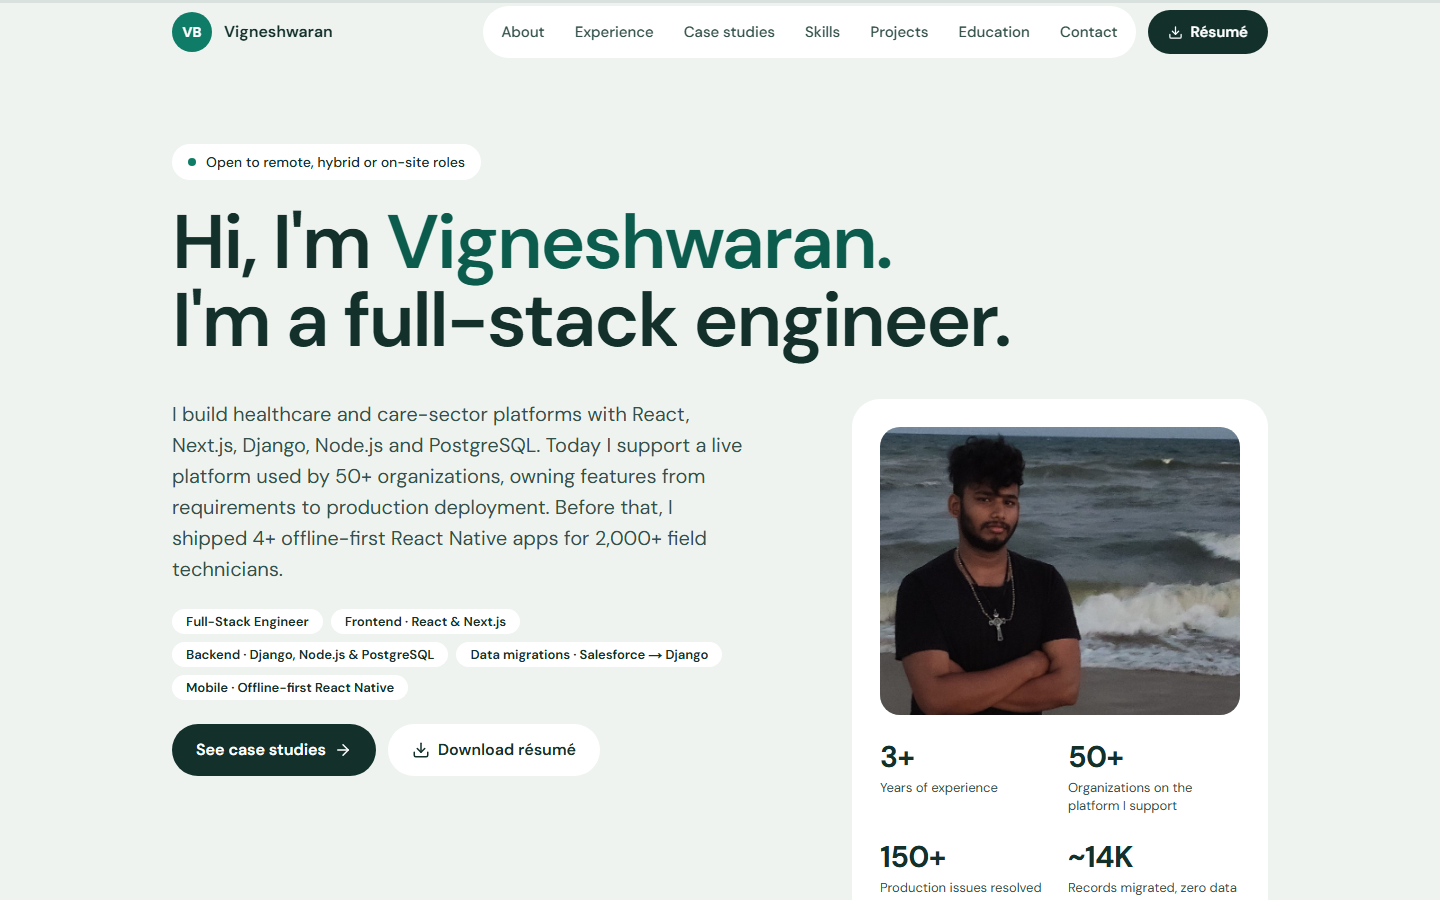 VB
Vigneshwaran
About
Experience
Case studies
Skills
Projects
Education
Contact
Résumé
Open to remote, hybrid or on-site roles
Hi, I'm Vigneshwaran.
I'm a full-stack engineer.
I build healthcare and care-sector platforms with React,
Next.js, Django, Node.js and PostgreSQL. Today I support a live
platform used by 50+ organizations, owning features from
requirements to production deployment. Before that, I
shipped 4+ offline-first React Native apps for 2,000+ field
technicians.
Full-Stack Engineer
Frontend · React & Next.js
Backend · Django, Node.js & PostgreSQL
Data migrations · Salesforce → Django
Mobile · Offline-first React Native
See case studies →
Download résumé
3+
Years of experience
50+
Organizations on the
platform I support
150+
Production issues resolved
~14K
Records migrated, zero data